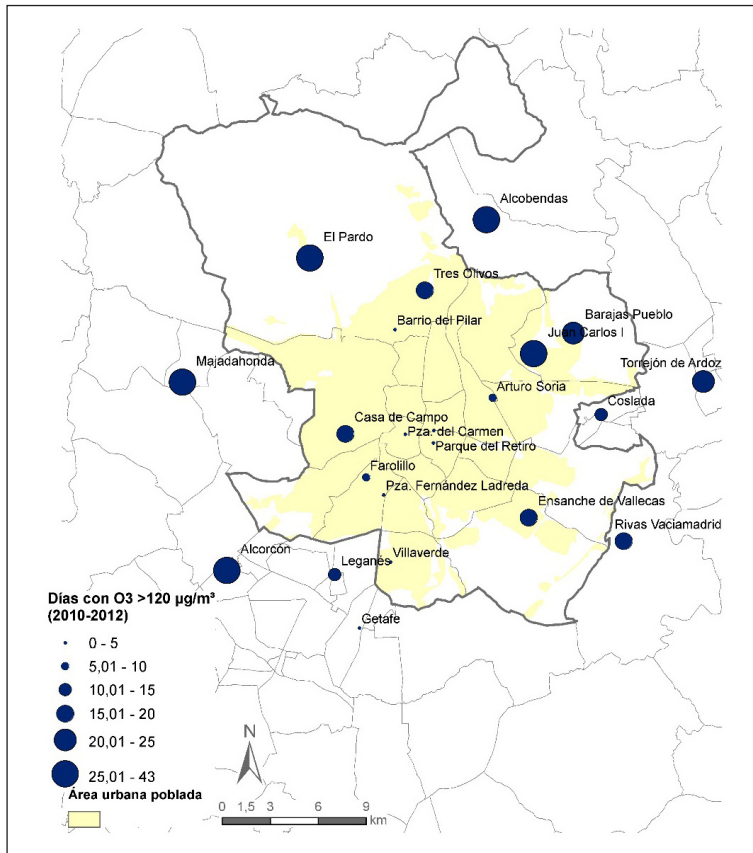 Alcobendas
El Pardo
Tres Olivos
Barajas Pueblo
Barrio del Pilar
Juan Carlos I
Majadahonda
Torrejón de Ardoz
Arturo Soria
Coslada
Casa de Campo
Pza. del Carmen
Parque del Retiro
Farolillo
Pza. Fernández Ladreda
Ensanche de Vallecas
Rivas Vaciamadrid
Alcorcón
Leganés
Villaverde
Getafe
Días con O3 >120 µg/m³
(2010-2012)
0 - 5
5,01 - 10
10,01 - 15
15,01 - 20
20,01 - 25
25,01 - 43
Área urbana poblada
N
0 1,5 3 6 9
km